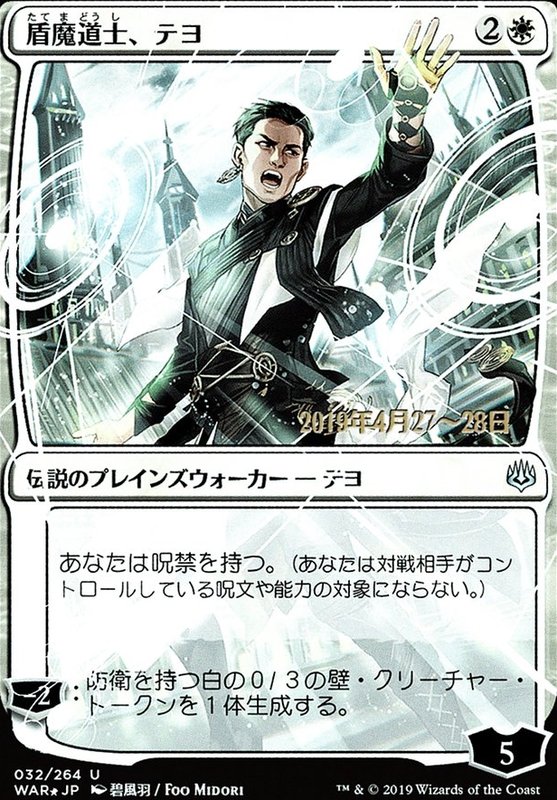 たてまどうし
盾魔道士、テヨ
2
2019年4月27~28日
伝説のプレインズウォーカー — テヨ
あなたは呪禁を持つ。(あなたは対戦相手がコン
トロールしている呪文や能力の対象にならない。)
-2:防衛を持つ白の0/3の壁・クリーチャー・
トークンを1体生成する。
5
032/264 U
WAR★JP 碧風羽/Foo Midori
™ & © 2019 Wizards of the Coast